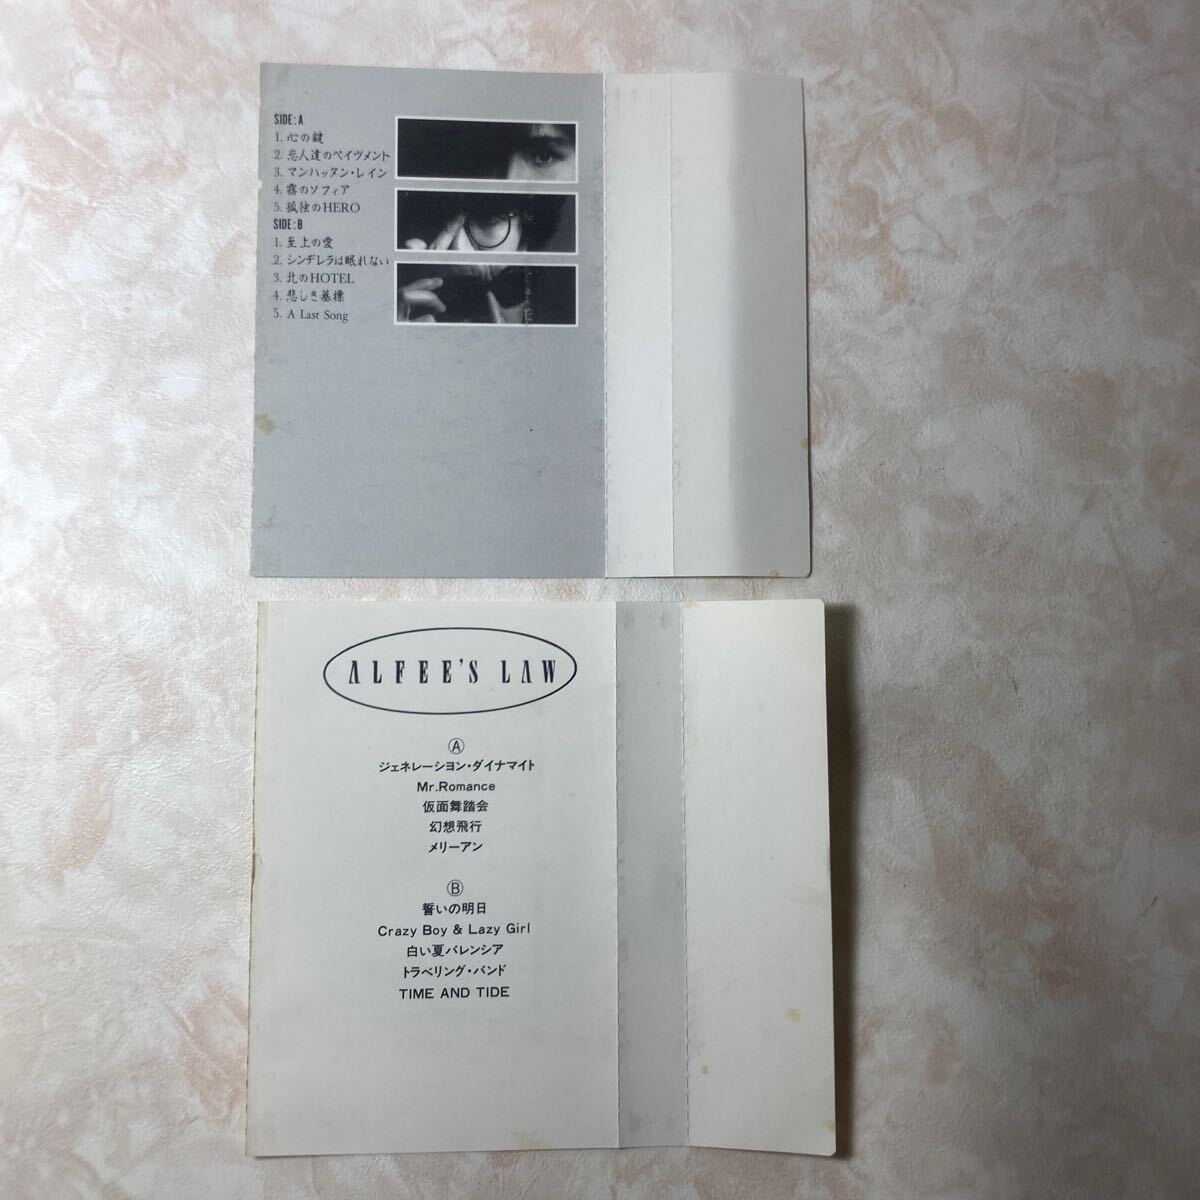 SIDE: A
1. 心の鍵
2. 恋人達のペイヴメント
3. マンハッタン・レイン
4. 霧のソフィア
5. 孤独のHERO
SIDE: B
1. 至上の愛
2. シンデレラは眠れない
3. 北のHOTEL
4. 悲しき墓標
5. A Last Song
ALFEE'S LAW
Ⓐ
ジェネレーション・ダイナマイト
Mr.Romance
仮面舞踏会
幻想飛行
メリーアン
Ⓑ
誓いの明日
Crazy Boy & Lazy Girl
白い夏バレンシア
トラベリング・バンド
TIME AND TIDE